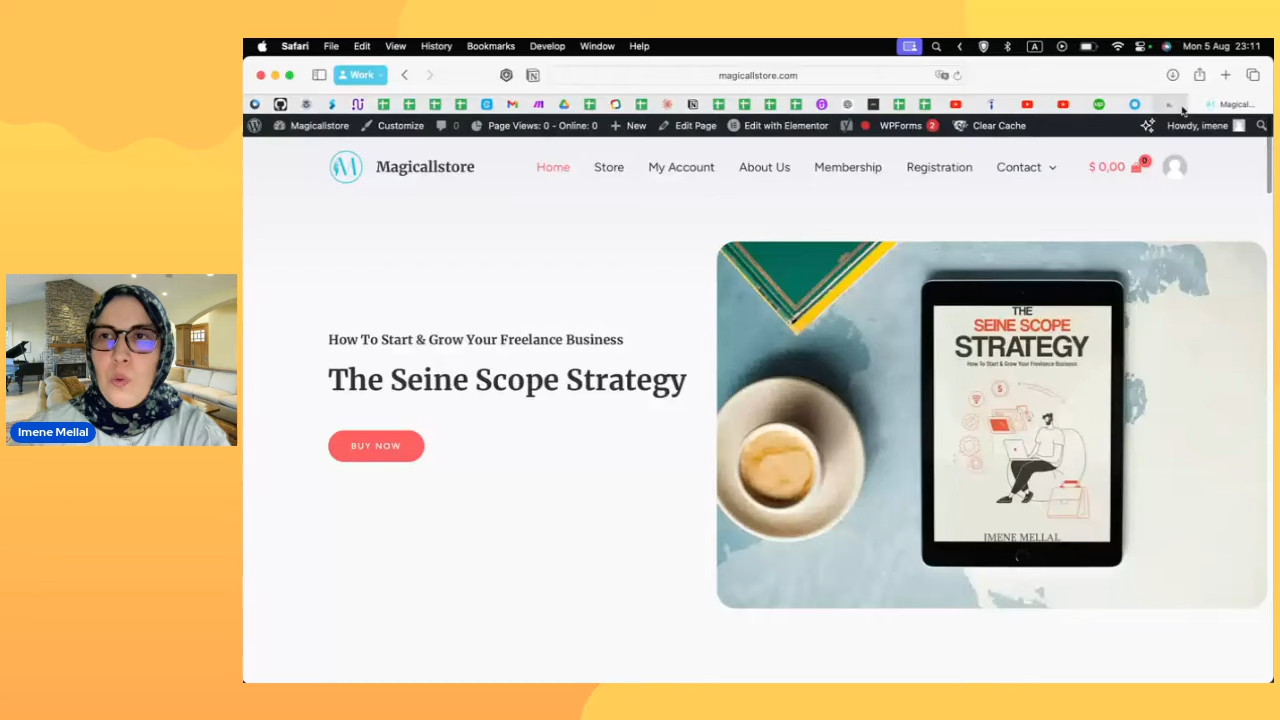 Safari File Edit View History Bookmarks Develop Window Help
A
Mon 5 Aug 23:11
Work
magicallstore.com
Magical...
Magicallstore Customize 0 Page Views: 0 - Online: 0 New Edit Page Edit with Elementor WPForms 2 Clear Cache
Howdy, imene
Magicallstore
Home Store My Account About Us Membership Registration Contact $ 0,00 0
How To Start & Grow Your Freelance Business
The Seine Scope Strategy
BUY NOW
THE
SEINE SCOPE
STRATEGY
How To Start & Grow Your Freelance Business
IMENE MELLAL
Imene Mellal